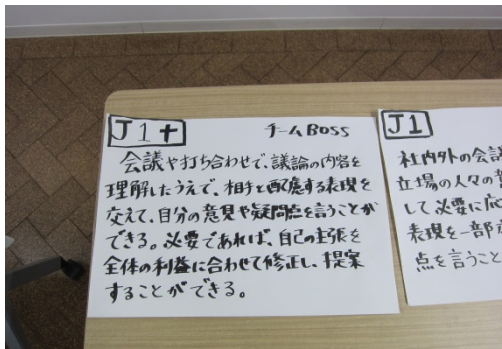 J1+ チームBOSS
会議や打ち合わせで、議論の内容を
理解したうえで、相手と配慮する表現を
交えて、自分の意見や疑問点を言うことが
できる。必要であれば、自己の主張を
全体の利益に合わせて修正し、提案
することができる。
J1
社内外の会議
立場の人々の意
して必要に応
表現を一部
点を言うこと